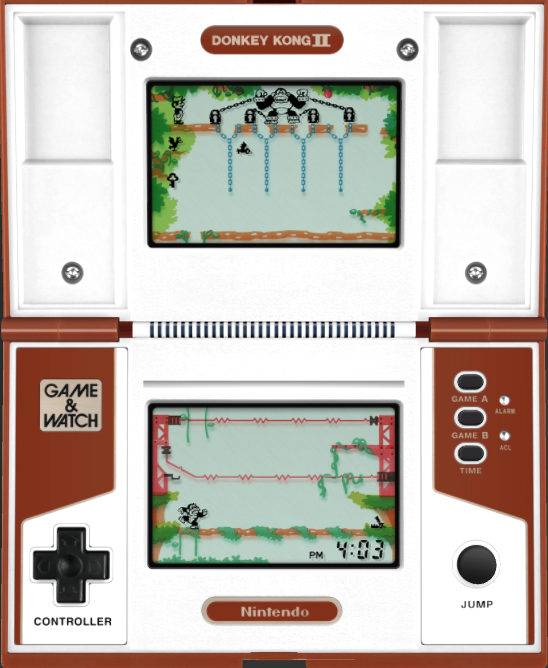 DONKEY KONG II
GAME
&
WATCH
GAME A
ALARM
GAME B
ACL
TIME
PM 4:03
CONTROLLER
JUMP
Nintendo